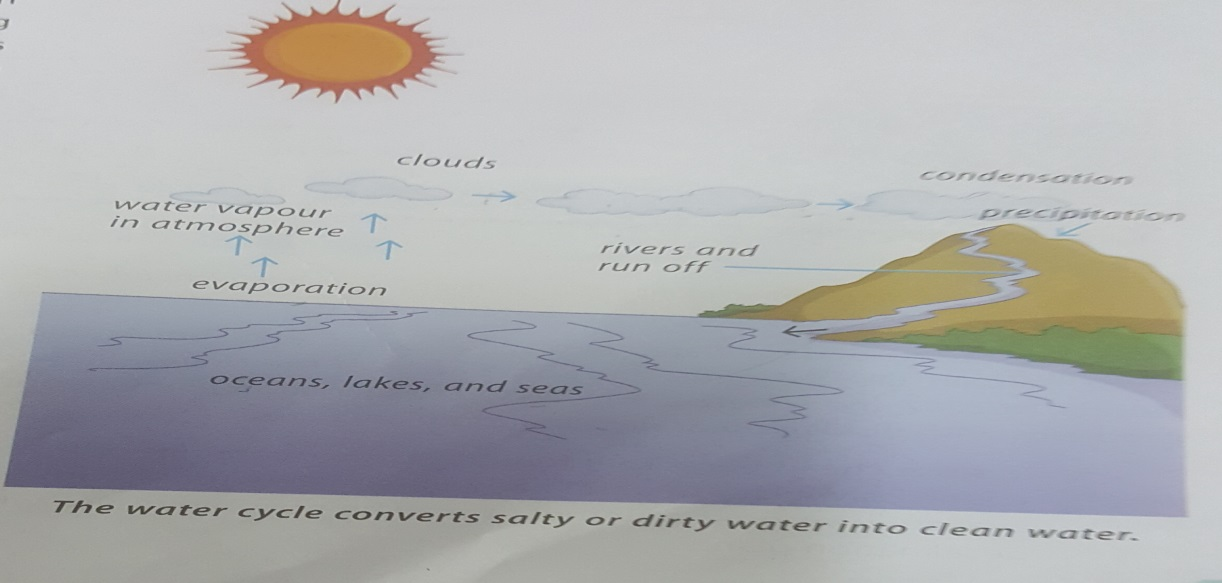 clouds
condensation
water vapour
in atmosphere
precipitation
rivers and
run off
evaporation
oceans, lakes, and seas
The water cycle converts salty or dirty water into clean water.